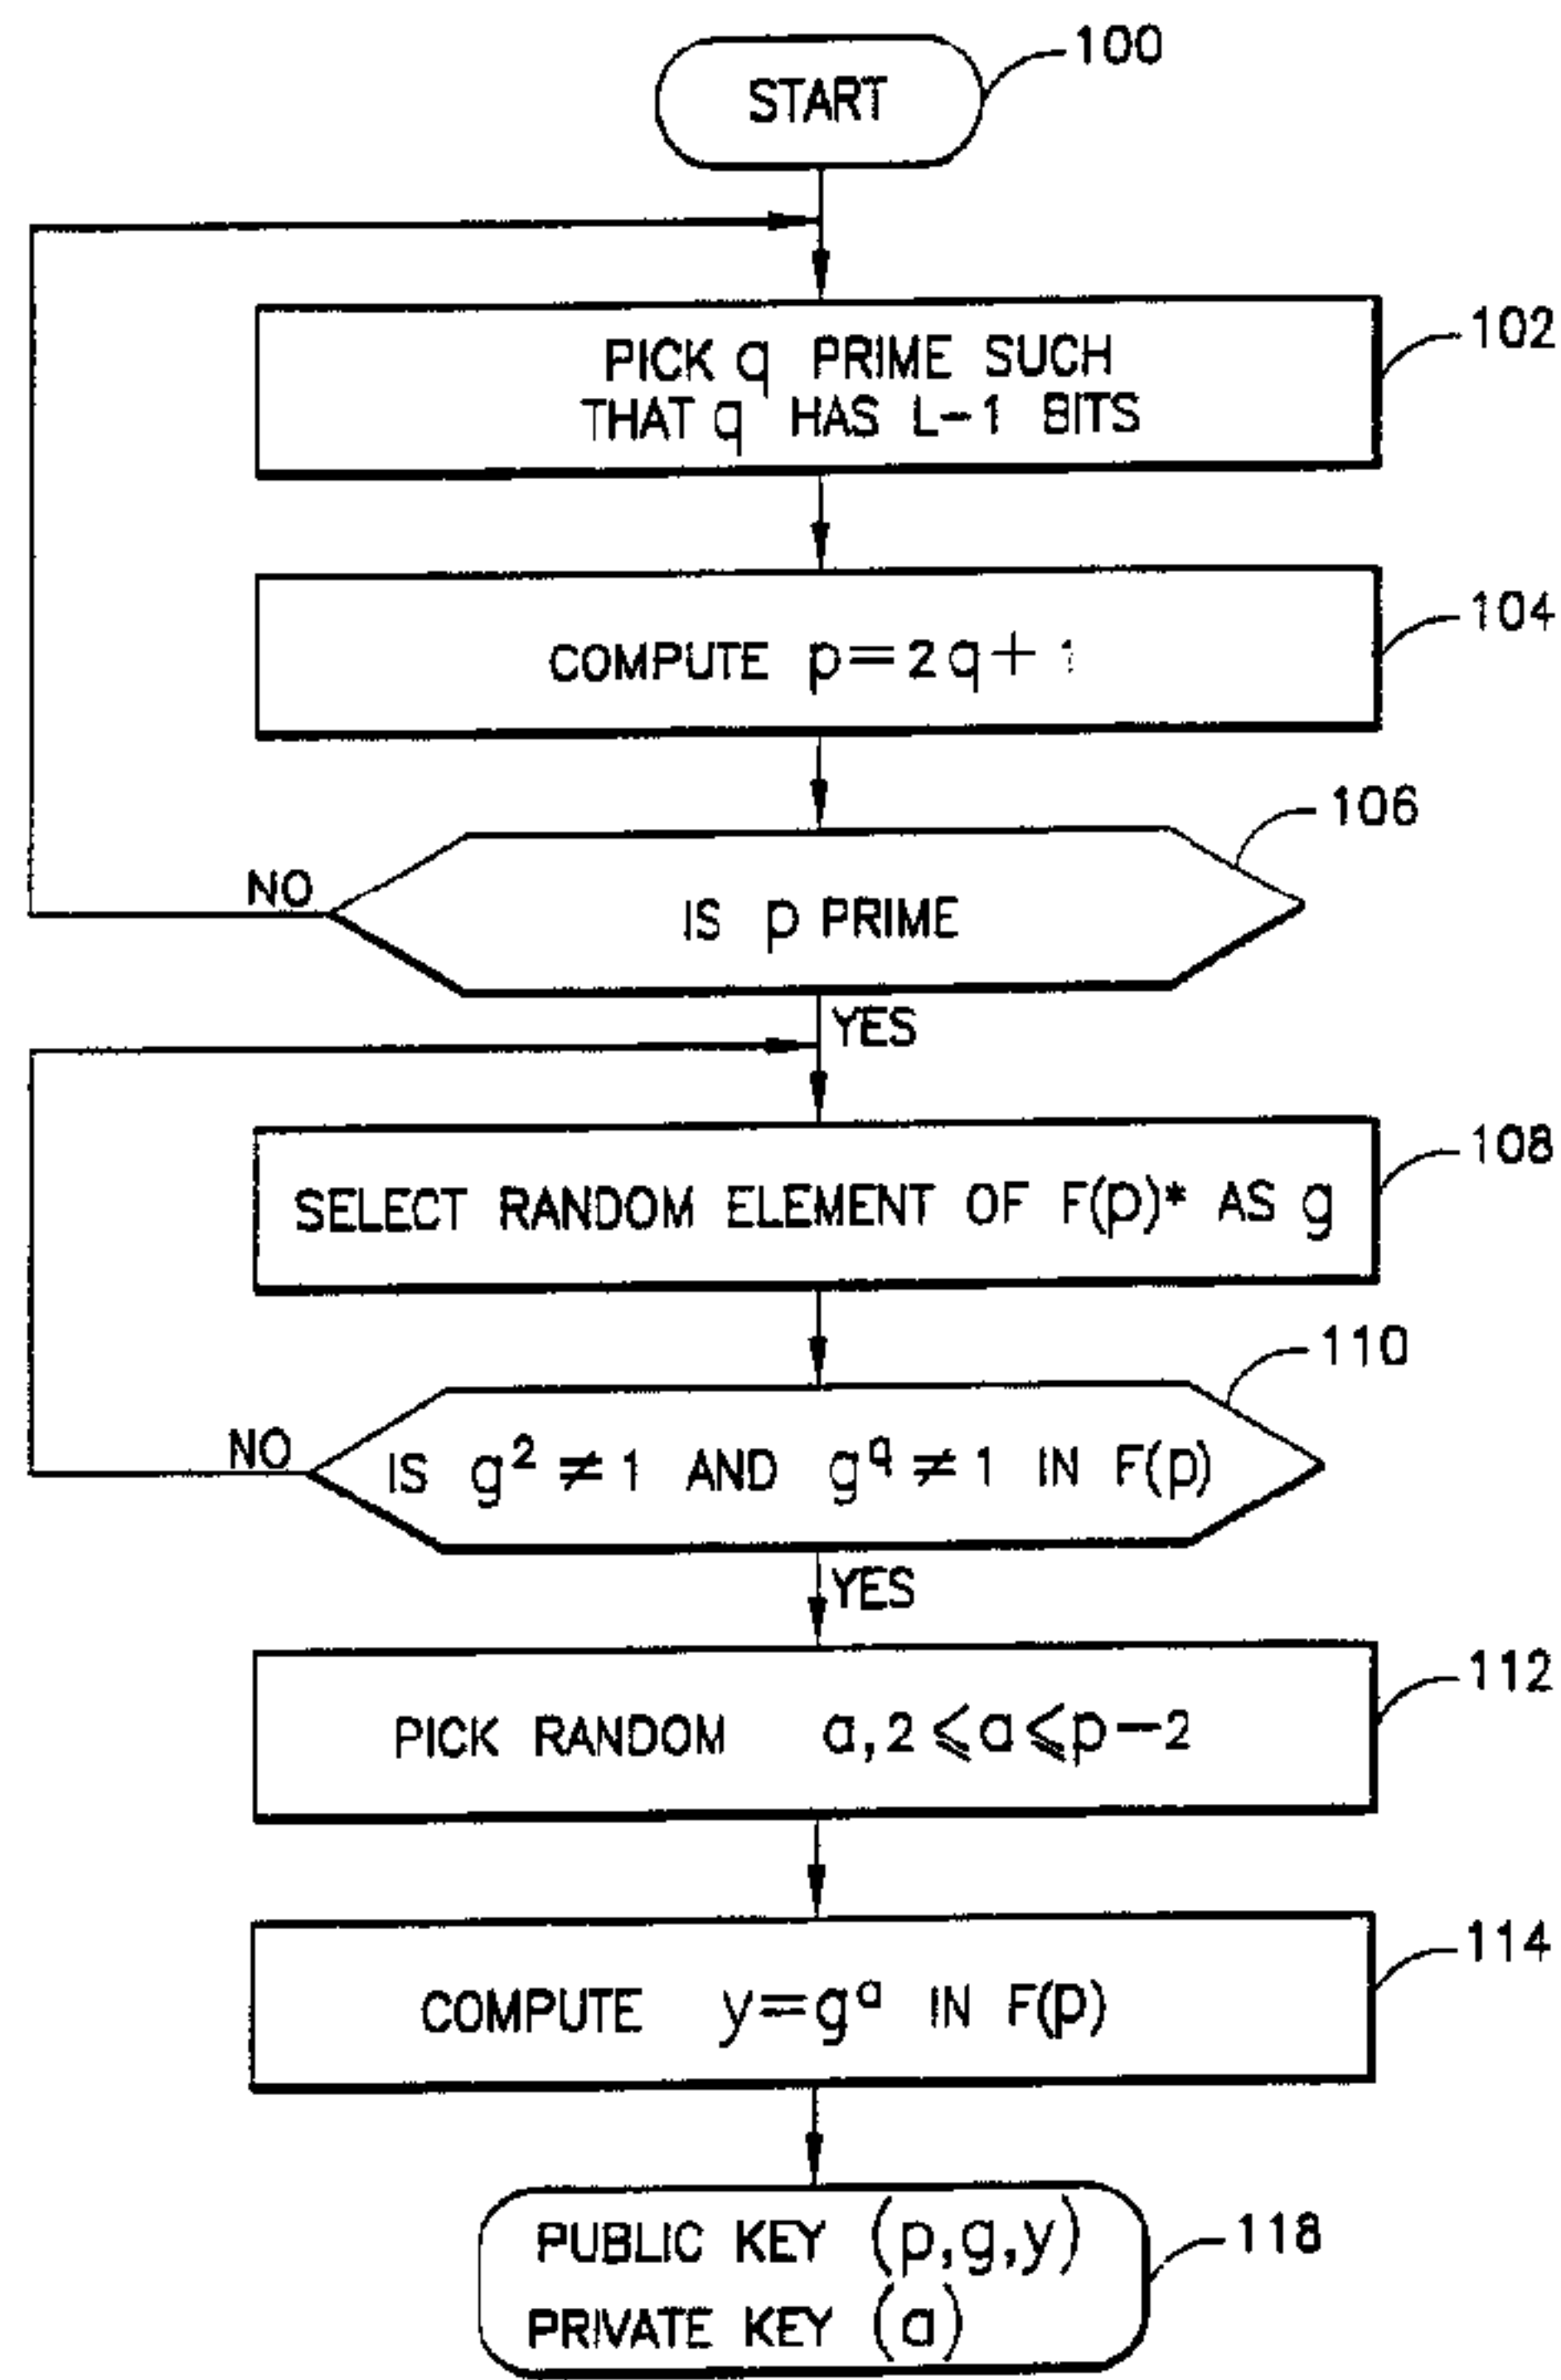 START
100
PICK q PRIME SUCH
THAT q HAS L-1 BITS
102
COMPUTE p=2q+1
104
IS p PRIME
106
NO
YES
SELECT RANDOM ELEMENT OF F(p)* AS g
108
IS g² ≠ 1 AND g^q ≠ 1 IN F(p)
110
NO
YES
PICK RANDOM a, 2 ⩽ a ⩽ p-2
112
COMPUTE y=g^a IN F(p)
114
PUBLIC KEY (p,g,y)
PRIVATE KEY (a)
118